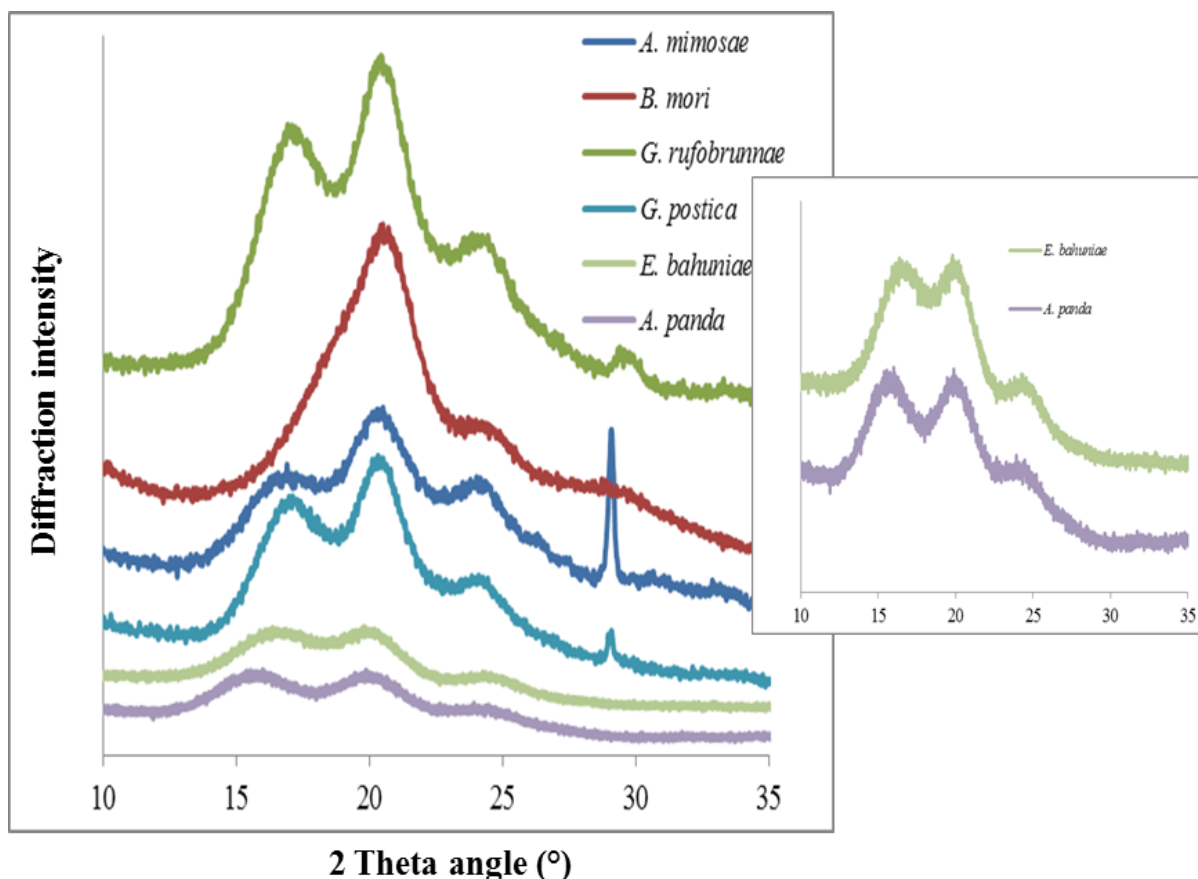 A. mimosae
B. mori
G. rufobrunnae
G. postica
E. bahuniae
A. panda
Diffraction intensity
10 15 20 25 30 35
2 Theta angle (°)
E. bahuniae
A. panda
10 15 20 25 30 35